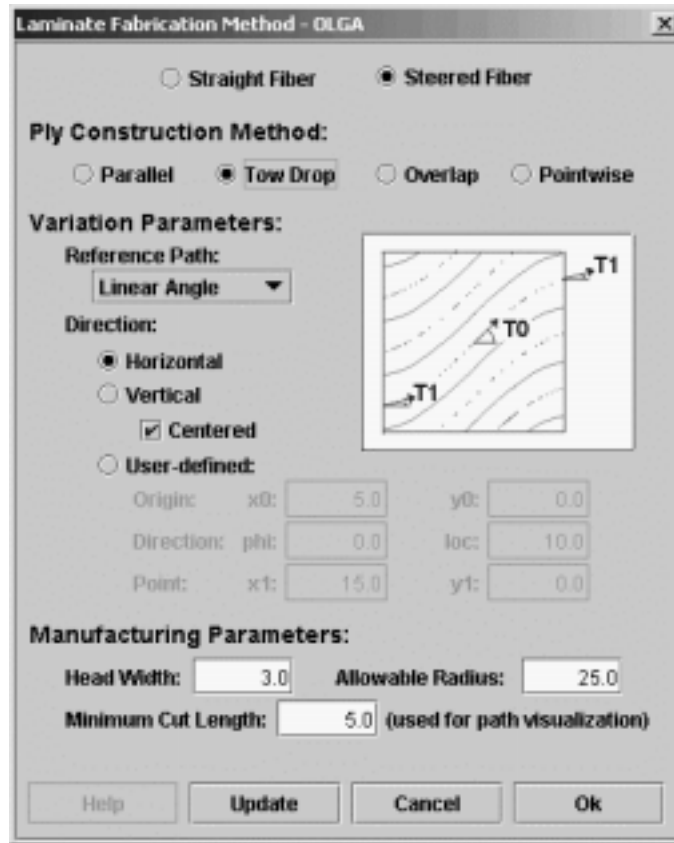 Laminate Fabrication Method - OLGA
Straight Fiber Steered Fiber
Ply Construction Method:
Parallel Tow Drop Overlap Pointwise
Variation Parameters:
Reference Path:
Linear Angle
Direction:
Horizontal
Vertical
Centered
T1
T0
T1
User-defined:
Origin: x0: 5.0 y0: 0.0
Direction: phi: 0.0 loc: 10.0
Point: x1: 15.0 y1: 0.0
Manufacturing Parameters:
Head Width: 3.0 Allowable Radius: 25.0
Minimum Cut Length: 5.0 (used for path visualization)
Help Update Cancel Ok